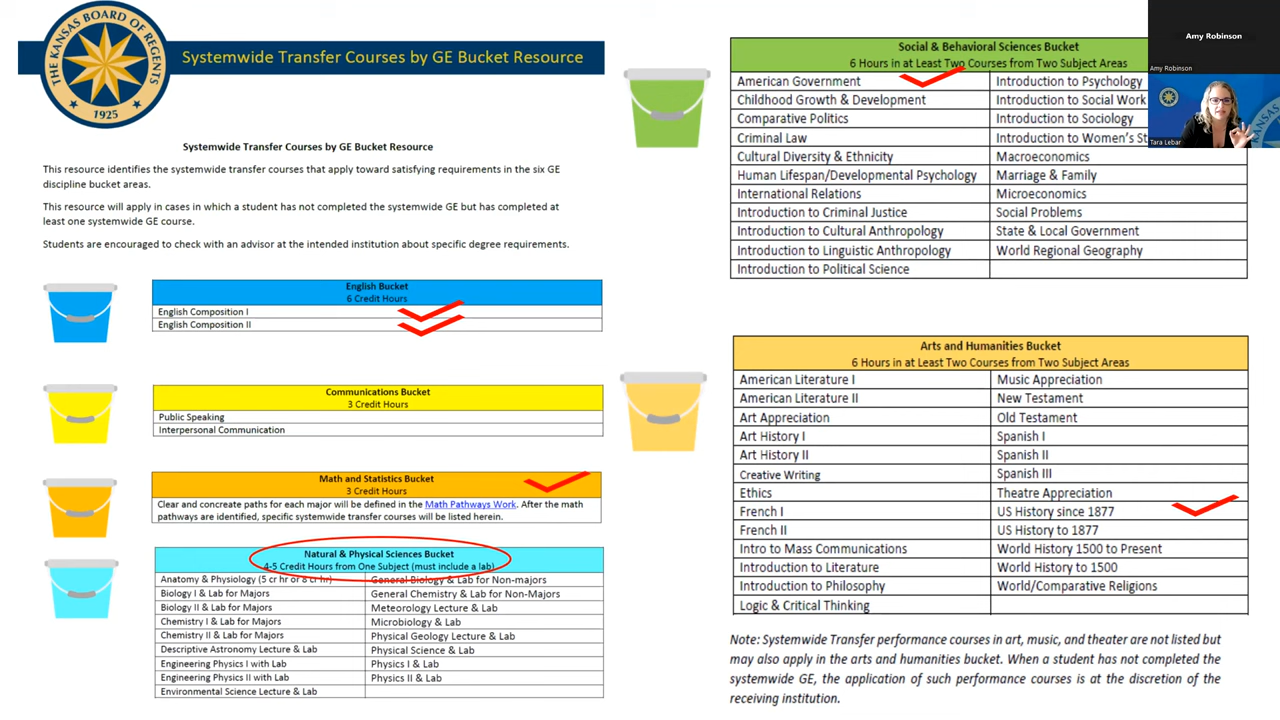 THE KANSAS BOARD OF REGENTS
1925
Systemwide Transfer Courses by GE Bucket Resource
Systemwide Transfer Courses by GE Bucket Resource
This resource identifies the systemwide transfer courses that apply toward satisfying requirements in the six GE
discipline bucket areas.
This resource will apply in cases in which a student has not completed the systemwide GE but has completed at
least one systemwide GE course.
Students are encouraged to check with an advisor at the intended institution about specific degree requirements.
English Bucket
6 Credit Hours
English Composition I
English Composition II
Communications Bucket
3 Credit Hours
Public Speaking
Interpersonal Communication
Math and Statistics Bucket
3 Credit Hours
Clear and concreate paths for each major will be defined in the Math Pathways Work. After the math
pathways are identified, specific systemwide transfer courses will be listed herein.
Natural & Physical Sciences Bucket
4-5 Credit Hours from One Subject (must include a lab)
Anatomy & Physiology (5 cr hr or 8 cr hr) General Biology & Lab for Non-majors
Biology I & Lab for Majors General Chemistry & Lab for Non-Majors
Biology II & Lab for Majors Meteorology Lecture & Lab
Chemistry I & Lab for Majors Microbiology & Lab
Chemistry II & Lab for Majors Physical Geology Lecture & Lab
Descriptive Astronomy Lecture & Lab Physical Science & Lab
Engineering Physics I with Lab Physics I & Lab
Engineering Physics II with Lab Physics II & Lab
Environmental Science Lecture & Lab
Social & Behavioral Sciences Bucket
6 Hours in at Least Two Courses from Two Subject Areas
American Government Introduction to Psychology
Childhood Growth & Development Introduction to Social Work
Comparative Politics Introduction to Sociology
Criminal Law Introduction to Women's St
Cultural Diversity & Ethnicity Macroeconomics
Human Lifespan/Developmental Psychology Marriage & Family
International Relations Microeconomics
Introduction to Criminal Justice Social Problems
Introduction to Cultural Anthropology State & Local Government
Introduction to Linguistic Anthropology World Regional Geography
Introduction to Political Science
Arts and Humanities Bucket
6 Hours in at Least Two Courses from Two Subject Areas
American Literature I Music Appreciation
American Literature II New Testament
Art Appreciation Old Testament
Art History I Spanish I
Art History II Spanish II
Creative Writing Spanish III
Ethics Theatre Appreciation
French I US History since 1877
French II US History to 1877
Intro to Mass Communications World History 1500 to Present
Introduction to Literature World History to 1500
Introduction to Philosophy World/Comparative Religions
Logic & Critical Thinking
Note: Systemwide Transfer performance courses in art, music, and theater are not listed but
may also apply in the arts and humanities bucket. When a student has not completed the
systemwide GE, the application of such performance courses is at the discretion of the
receiving institution.
Amy Robinson
Amy Robinson
Tara Lebar